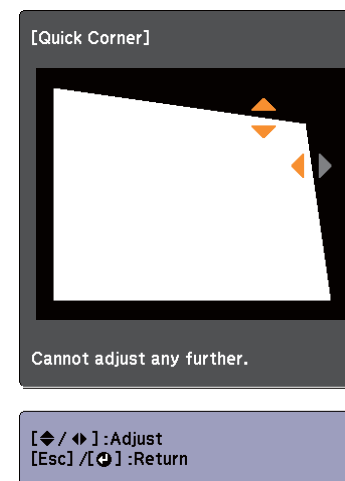 [Quick Corner]
Cannot adjust any further.
[◆/◆]:Adjust
[Esc]/[↵]:Return